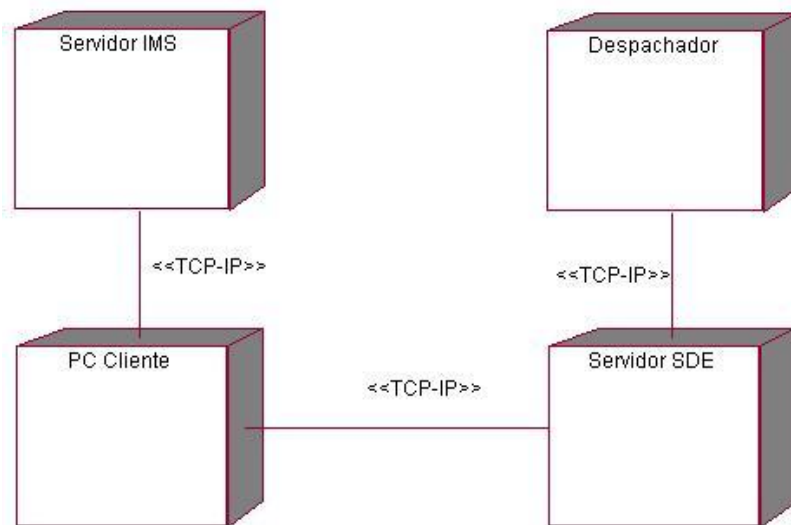 Servidor IMS
Despachador
<<TCP-IP>>
<<TCP-IP>>
PC Cliente
Servidor SDE
<<TCP-IP>>